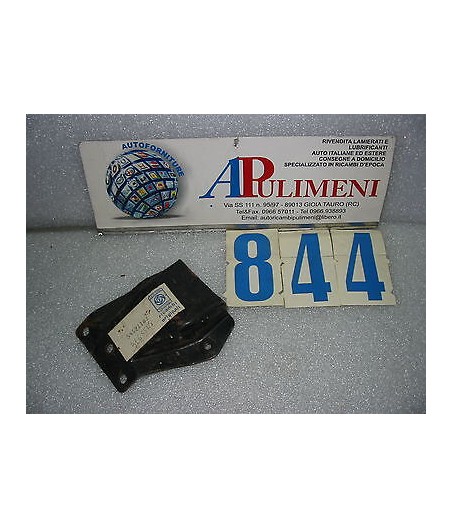 AUTOFORNITURE
RIVENDITA LAMIERATI E
LUBRIFICANTI
AUTO ITALIANE ED ESTERE
CONSEGNE A DOMICILIO
SPECIALIZZATO IN RICAMBI D'EPOCA
APULIMENI
Via SS 111 n. 95/97 - 89013 GIOIA TAURO (RC)
Tel&Fax. 0966 57011 - Tel 0966.939893
Email: autoricambipulimeni@libero.it
844